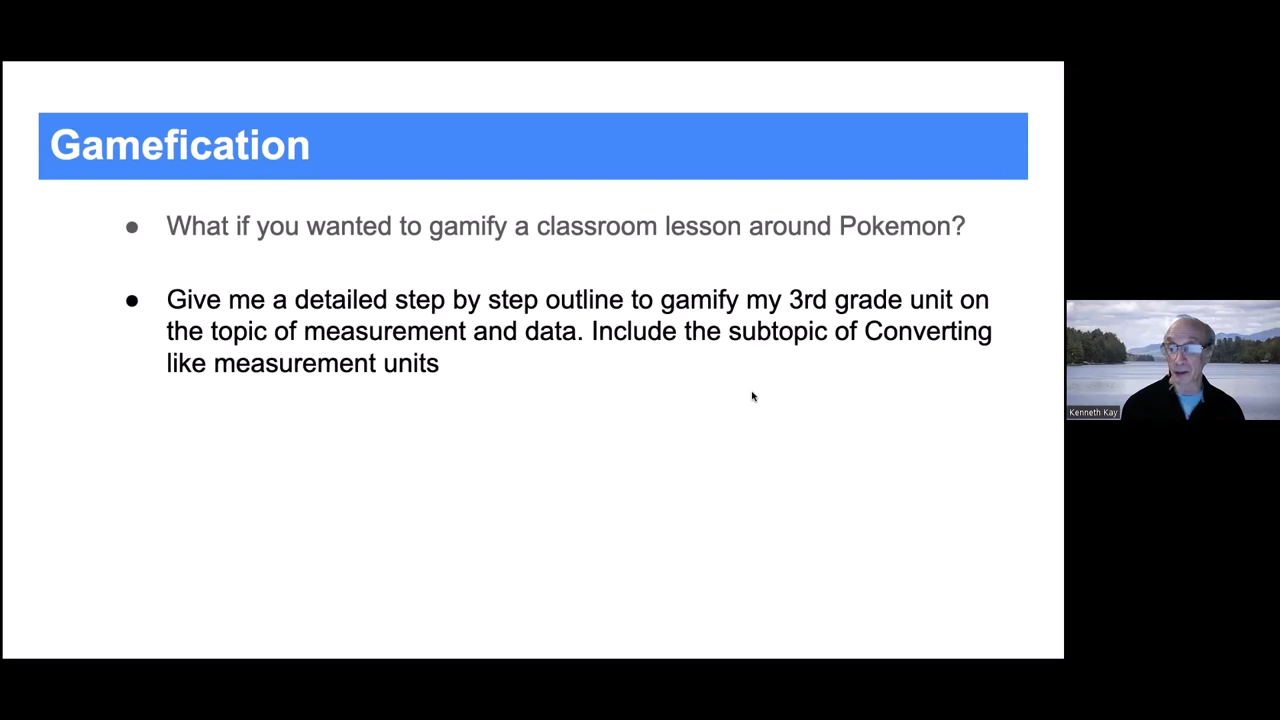 Gamefication
● What if you wanted to gamify a classroom lesson around Pokemon?
● Give me a detailed step by step outline to gamify my 3rd grade unit on
the topic of measurement and data. Include the subtopic of Converting
like measurement units
Kenneth Kay